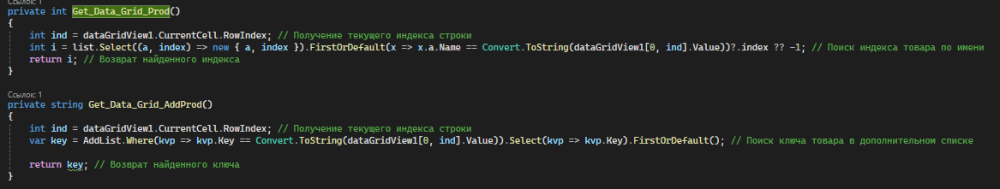 Ссылок: 1
private int Get_Data_Grid_Prod()
{
int ind = dataGridView1.CurrentCell.RowIndex; // Получение текущего индекса строки
int i = list.Select((a, index) => new { a, index }).FirstOrDefault(x => x.a.Name == Convert.ToString(dataGridView1[0, ind].Value))?.index ?? -1; // Поиск индекса товара по имени
return i; // Возврат найденного индекса
}
Ссылок: 1
private string Get_Data_Grid_AddProd()
{
int ind = dataGridView1.CurrentCell.RowIndex; // Получение текущего индекса строки
var key = AddList.Where(kvp => kvp.Key == Convert.ToString(dataGridView1[0, ind].Value)).Select(kvp => kvp.Key).FirstOrDefault(); // Поиск ключа товара в дополнительном списке
return key; // Возврат найденного ключа
}